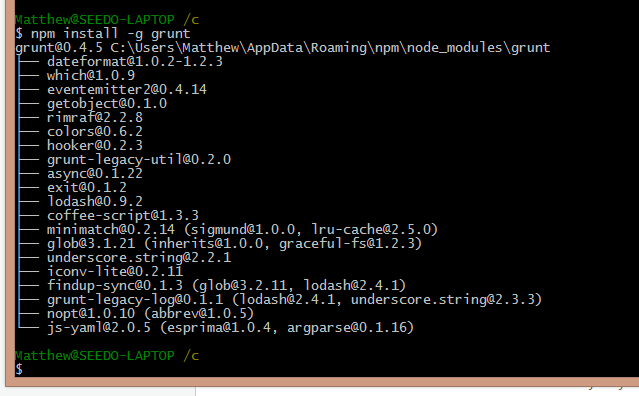 Matthew@SEEDO-LAPTOP /c
$ npm install -g grunt
grunt@0.4.5 C:\Users\Matthew\AppData\Roaming\npm\node_modules\grunt
├── dateformat@1.0.2-1.2.3
├── which@1.0.9
├── eventemitter2@0.4.14
├── getobject@0.1.0
├── rimraf@2.2.8
├── colors@0.6.2
├── hooker@0.2.3
├── grunt-legacy-util@0.2.0
├── async@0.1.22
├── exit@0.1.2
├── lodash@0.9.2
├── coffee-script@1.3.3
├── minimatch@0.2.14 (sigmund@1.0.0, lru-cache@2.5.0)
├── glob@3.1.21 (inherits@1.0.0, graceful-fs@1.2.3)
├── underscore.string@2.2.1
├── iconv-lite@0.2.11
├── findup-sync@0.1.3 (glob@3.2.11, lodash@2.4.1)
├── grunt-legacy-log@0.1.1 (lodash@2.4.1, underscore.string@2.3.3)
├── nopt@1.0.10 (abbrev@1.0.5)
└── js-yaml@2.0.5 (esprima@1.0.4, argparse@0.1.16)
Matthew@SEEDO-LAPTOP /c
$